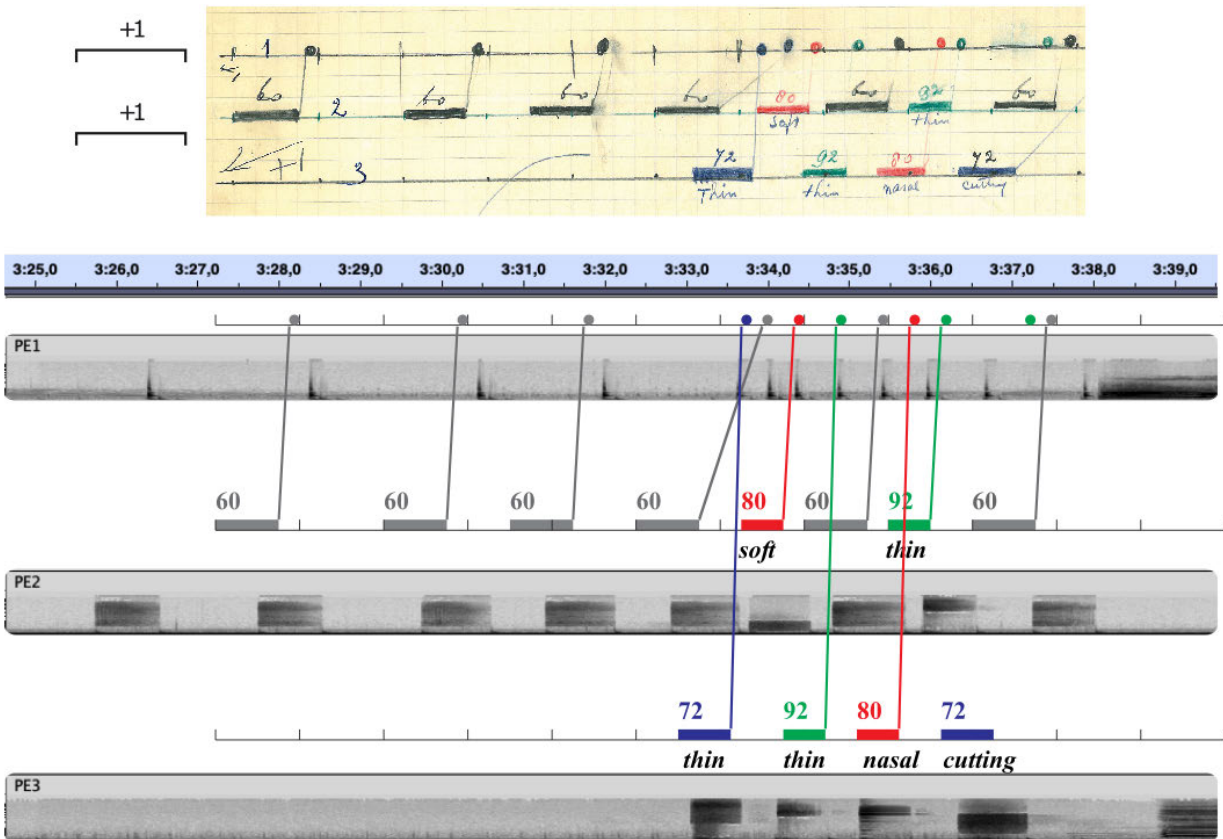 +1
1
+1
60 2 60 60 60 80 60 92 60
soft thin
+1 3 72 92 80 72
Thin thin nasal cutting
3:25,0 3:26,0 3:27,0 3:28,0 3:29,0 3:30,0 3:31,0 3:32,0 3:33,0 3:34,0 3:35,0 3:36,0 3:37,0 3:38,0 3:39,0
PE1
60 60 60 60 80 60 92 60
soft thin
PE2
72 92 80 72
thin thin nasal cutting
PE3